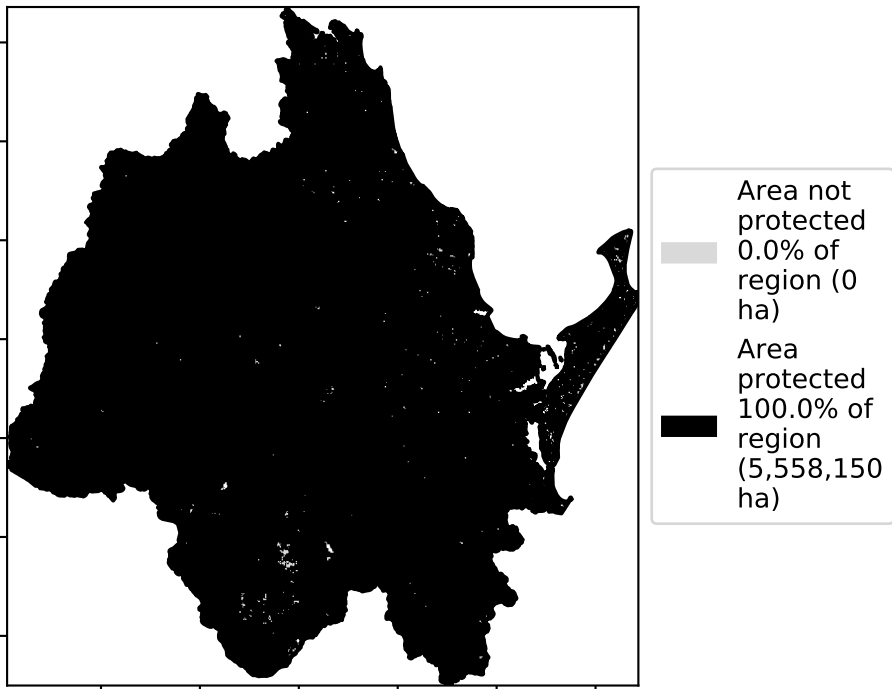 Area not
protected
0.0% of
region (0
ha)
Area
protected
100.0% of
region
(5,558,150
ha)